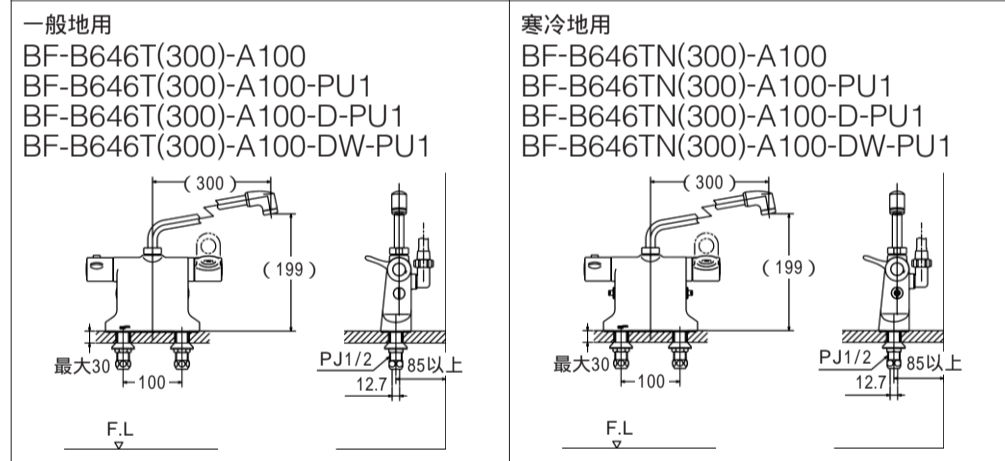 一般地用
BF-B646T(300)-A100
BF-B646T(300)-A100-PU1
BF-B646T(300)-A100-D-PU1
BF-B646T(300)-A100-DW-PU1
(300)
(199)
最大30
100
PJ1/2
85以上
12.7
F.L
寒冷地用
BF-B646TN(300)-A100
BF-B646TN(300)-A100-PU1
BF-B646TN(300)-A100-D-PU1
BF-B646TN(300)-A100-DW-PU1
(300)
(199)
最大30
100
PJ1/2
85以上
12.7
F.L